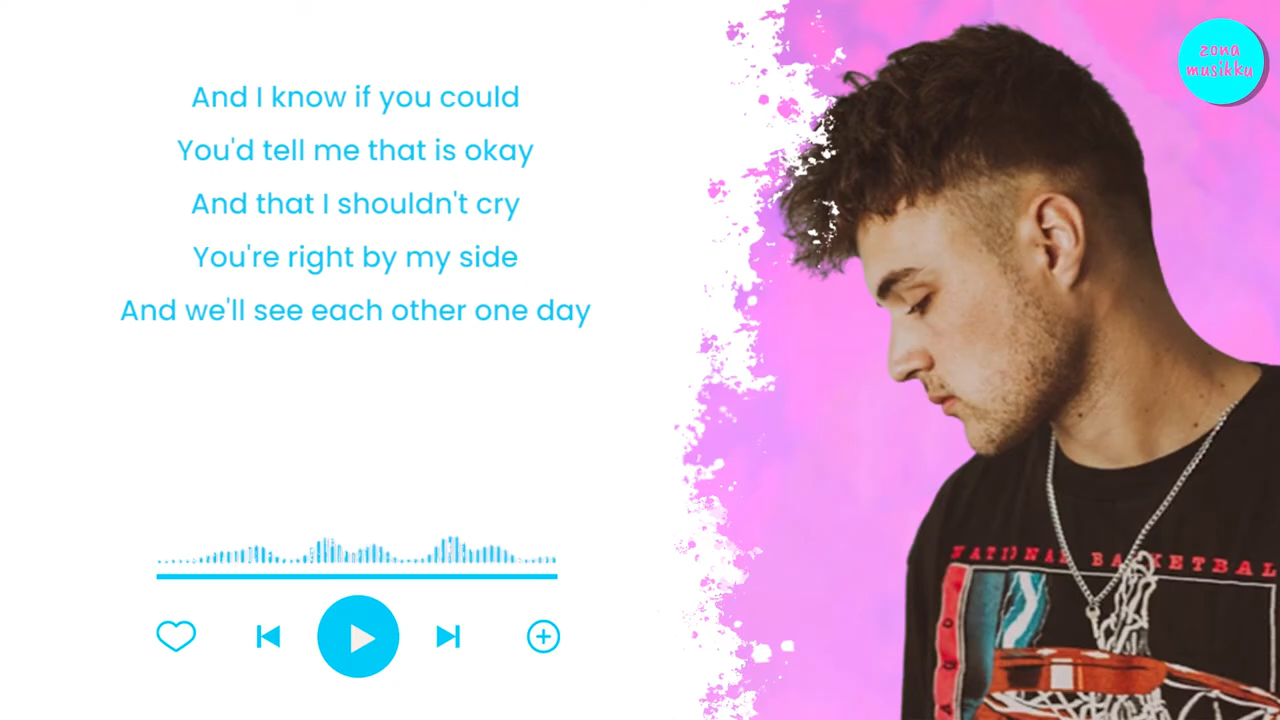 And I know if you could
You'd tell me that is okay
And that I shouldn't cry
You're right by my side
And we'll see each other one day
zona
musikku
NATIONAL BASKETBAL